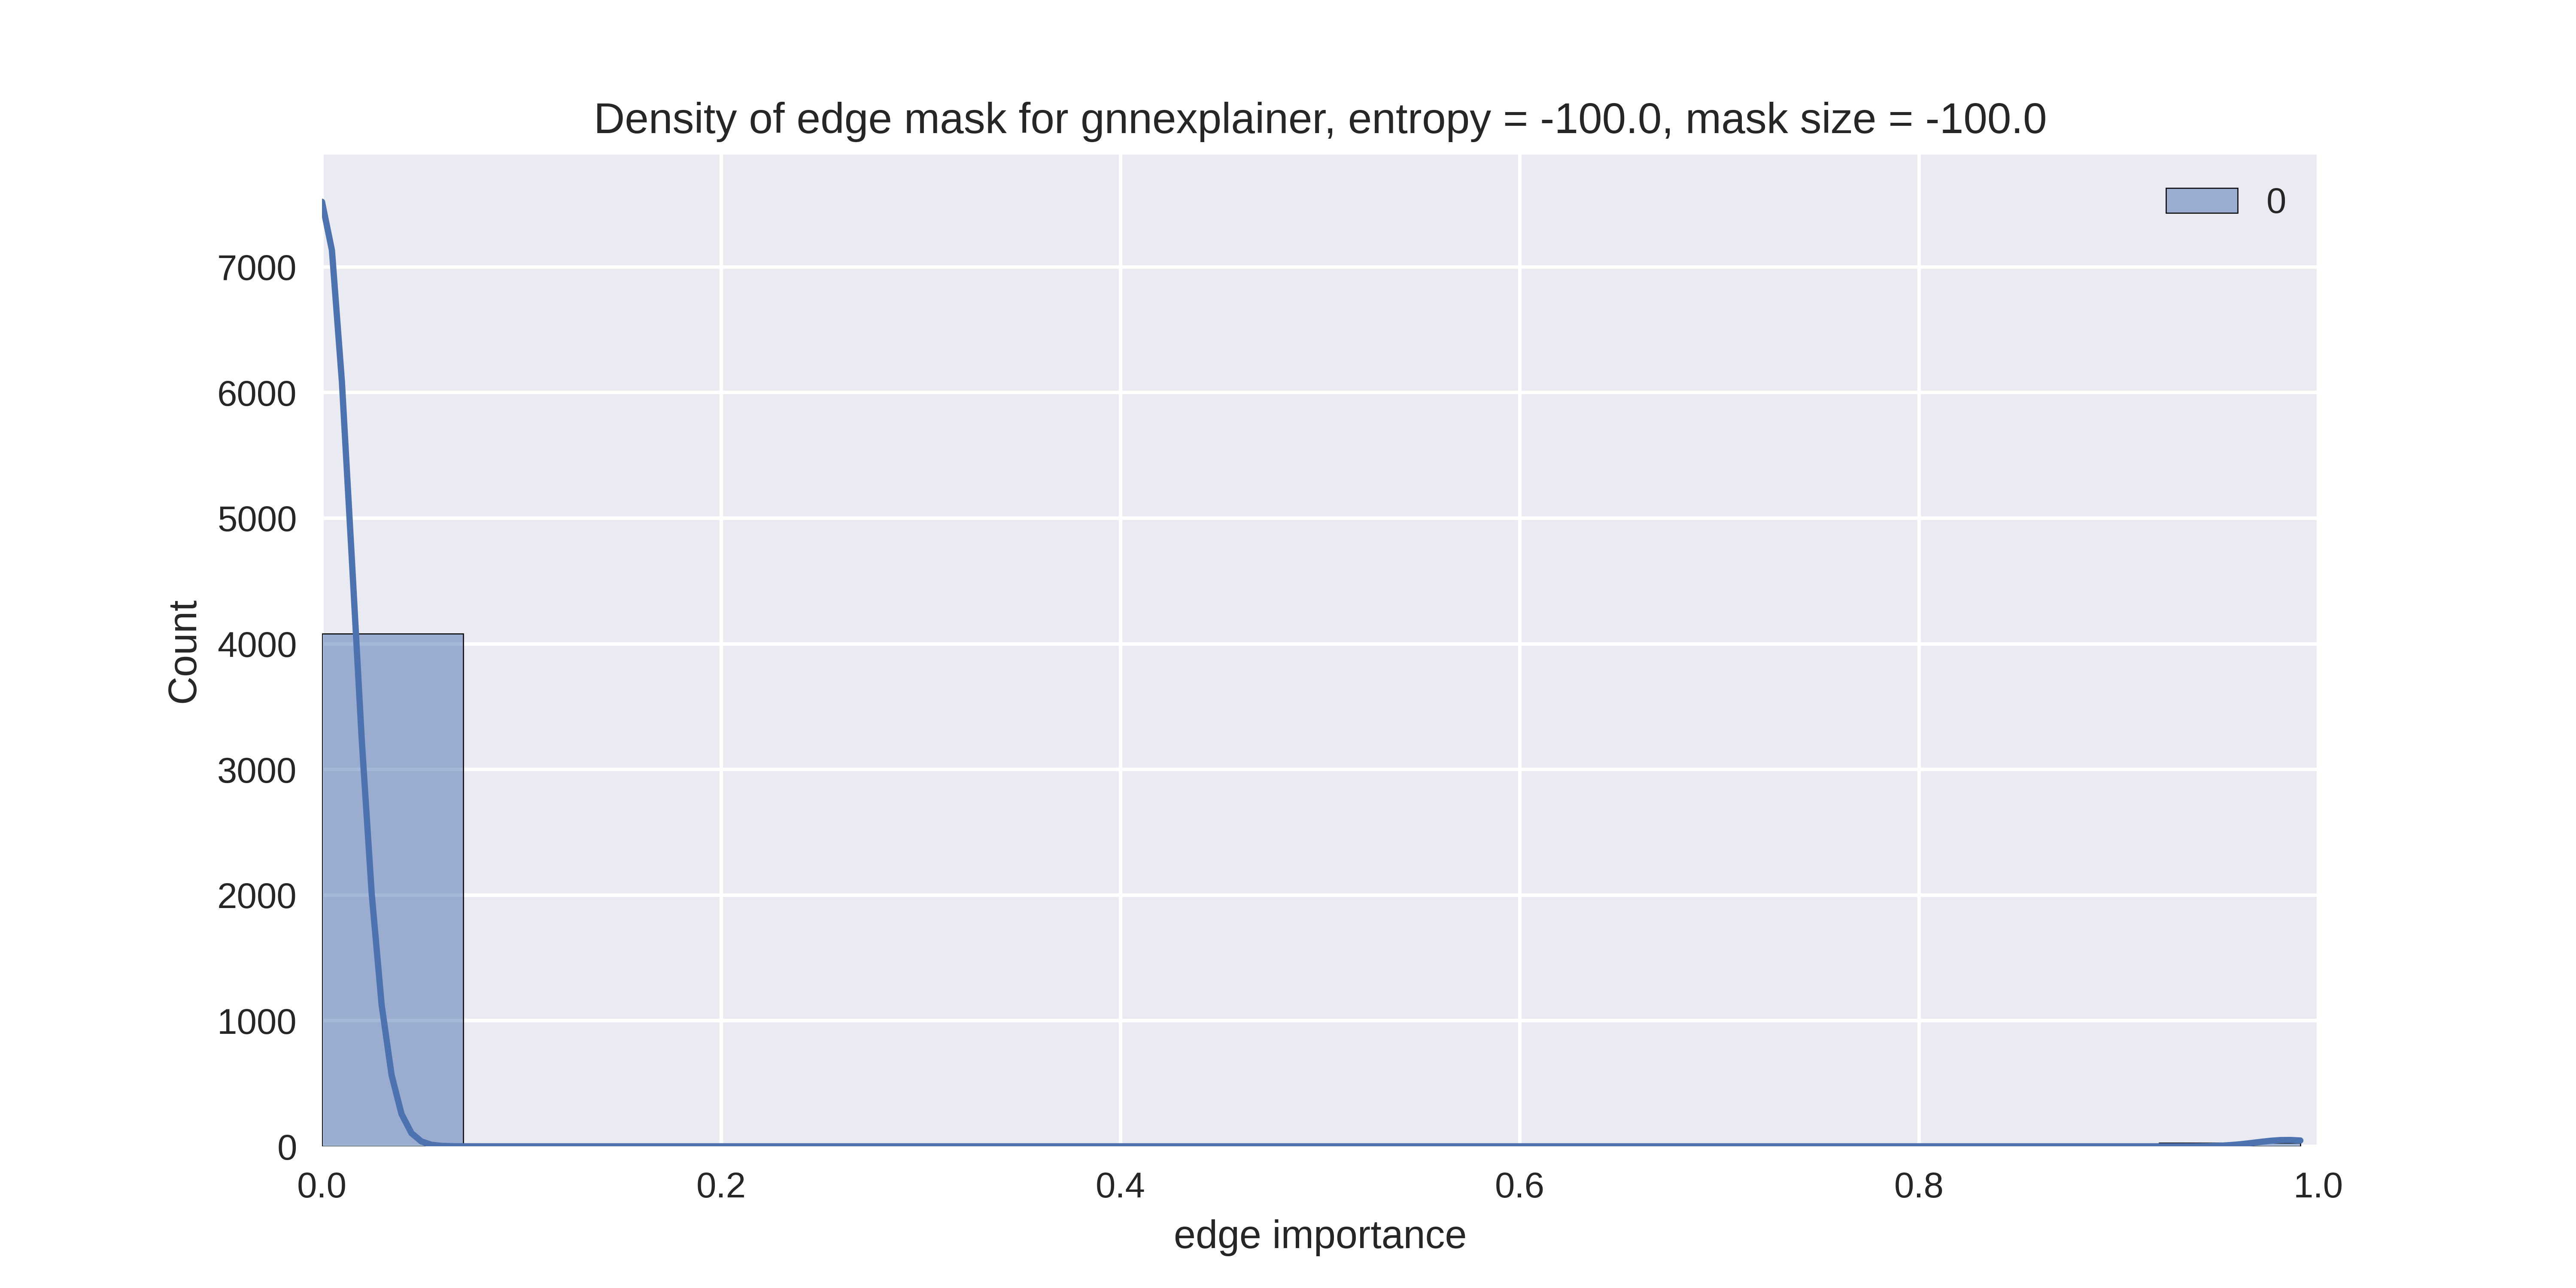 Density of edge mask for gnnexplainer, entropy = -100.0, mask size = -100.0
0
7000
6000
5000
4000
3000
2000
1000
0
Count
0.0 0.2 0.4 0.6 0.8 1.0
edge importance